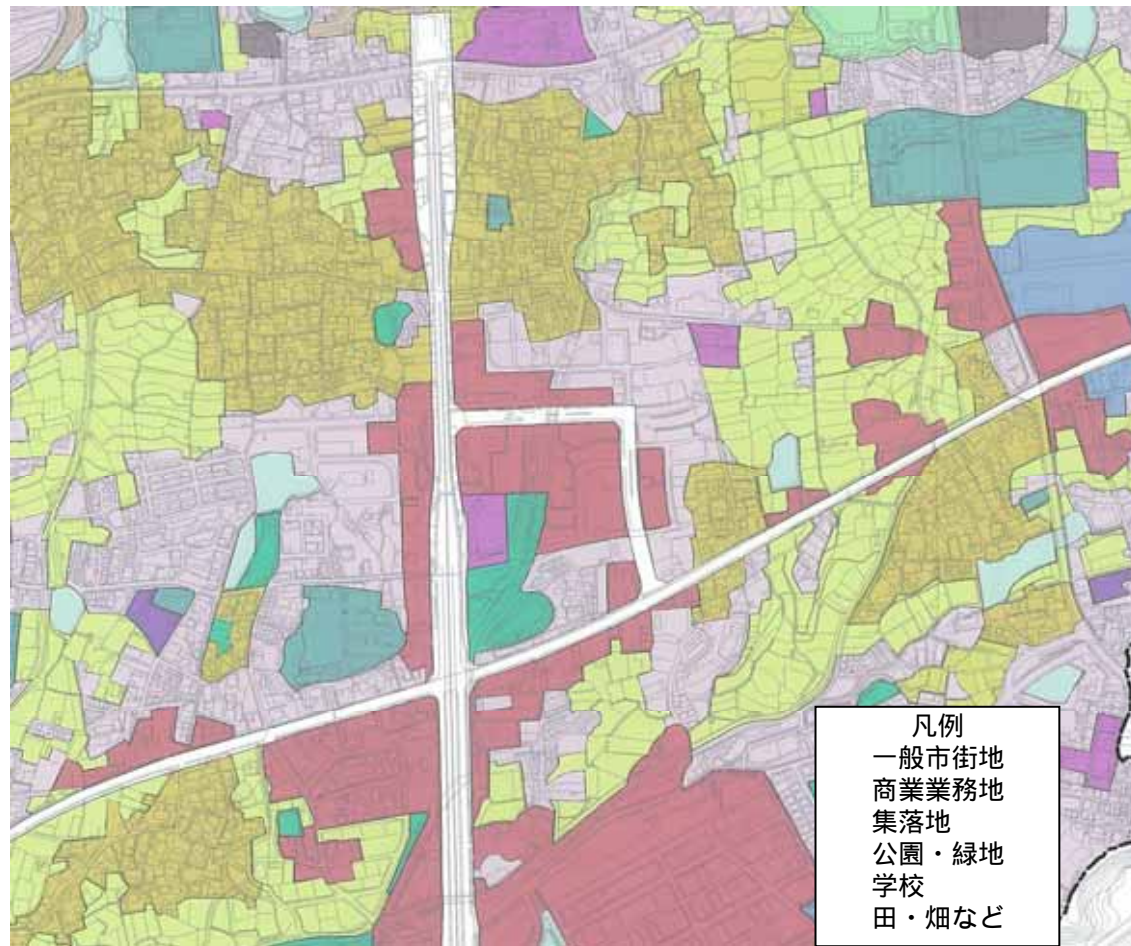 凡例
一般市街地
商業業務地
集落地
公園・緑地
学校
田・畑など